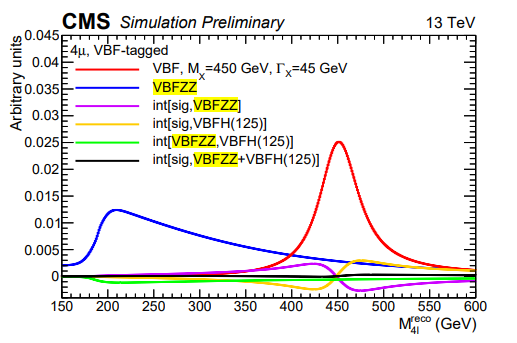 CMS Simulation Preliminary 13 TeV
Arbitrary units
0.045
0.04
0.035
0.03
0.025
0.02
0.015
0.01
0.005
0
4μ, VBF-tagged
VBF, M_X=450 GeV, Γ_X=45 GeV
VBFZZ
int[sig,VBFZZ]
int[sig,VBFH(125)]
int[VBFZZ,VBFH(125)]
int[sig,VBFZZ+VBFH(125)]
150 200 250 300 350 400 450 500 550 600
M_4l^reco (GeV)